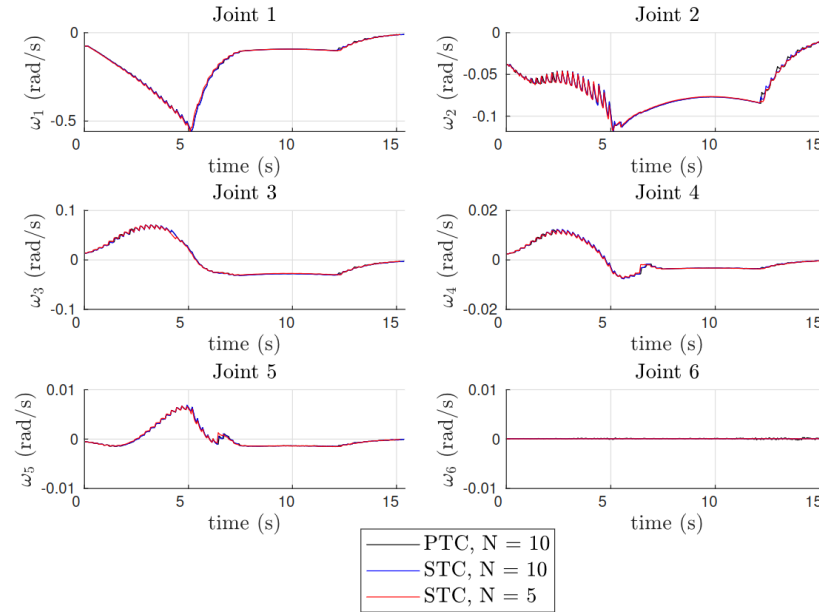 Joint 1
0
-0.5
ω1 (rad/s)
0 5 10 15
time (s)
Joint 2
0
-0.05
-0.1
ω2 (rad/s)
0 5 10 15
time (s)
Joint 3
0.1
0
-0.1
ω3 (rad/s)
0 5 10 15
time (s)
Joint 4
0.02
0
-0.02
ω4 (rad/s)
0 5 10 15
time (s)
Joint 5
0.01
0
-0.01
ω5 (rad/s)
0 5 10 15
time (s)
Joint 6
0.01
0
-0.01
ω6 (rad/s)
0 5 10 15
time (s)
PTC, N = 10
STC, N = 10
STC, N = 5